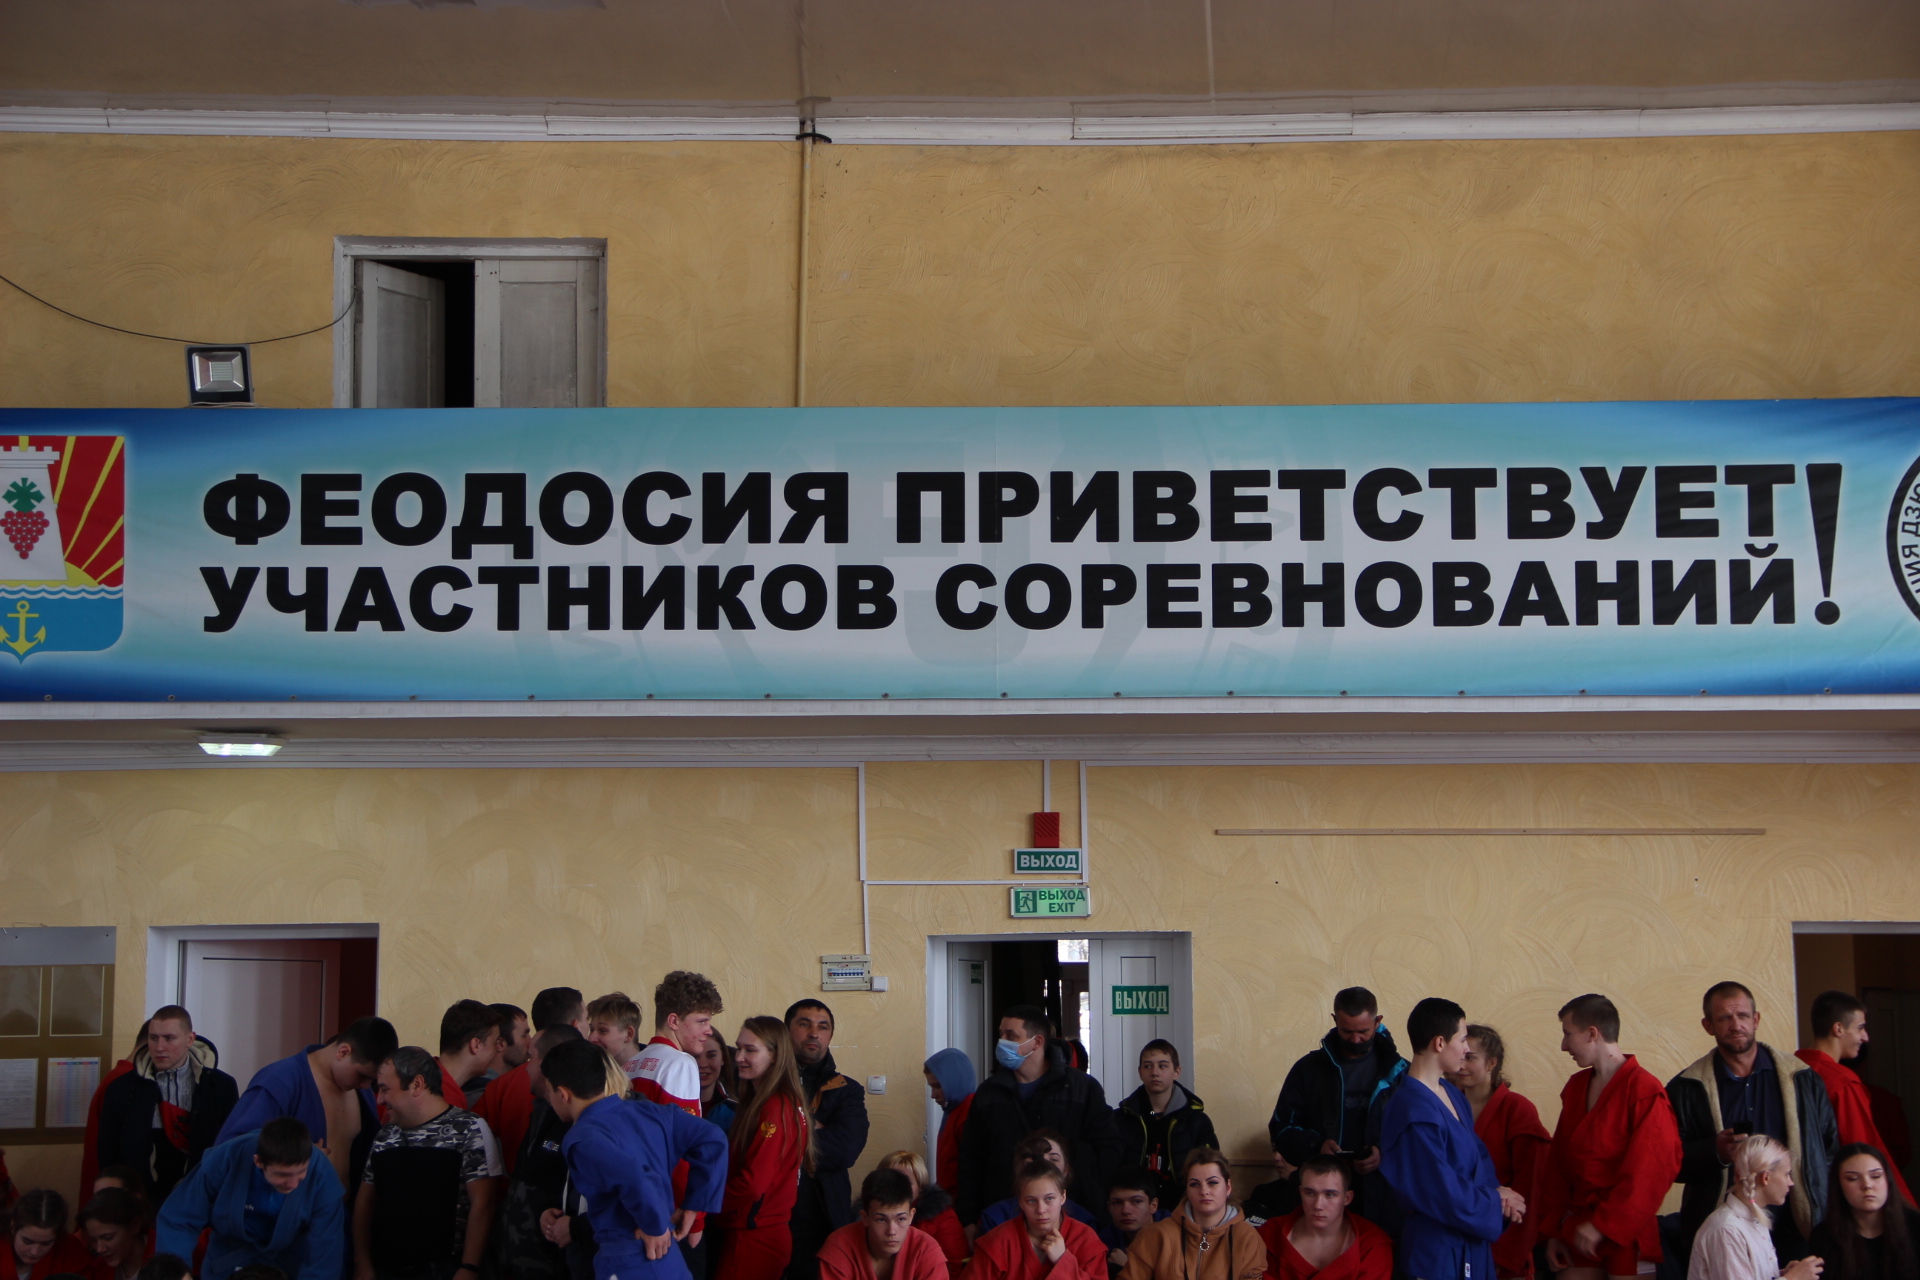 ФЕОДОСИЯ ПРИВЕТСТВУЕТ
УЧАСТНИКОВ СОРЕВНОВАНИЙ!
ВЫХОД
ВЫХОД
EXIT
ВЫХОД